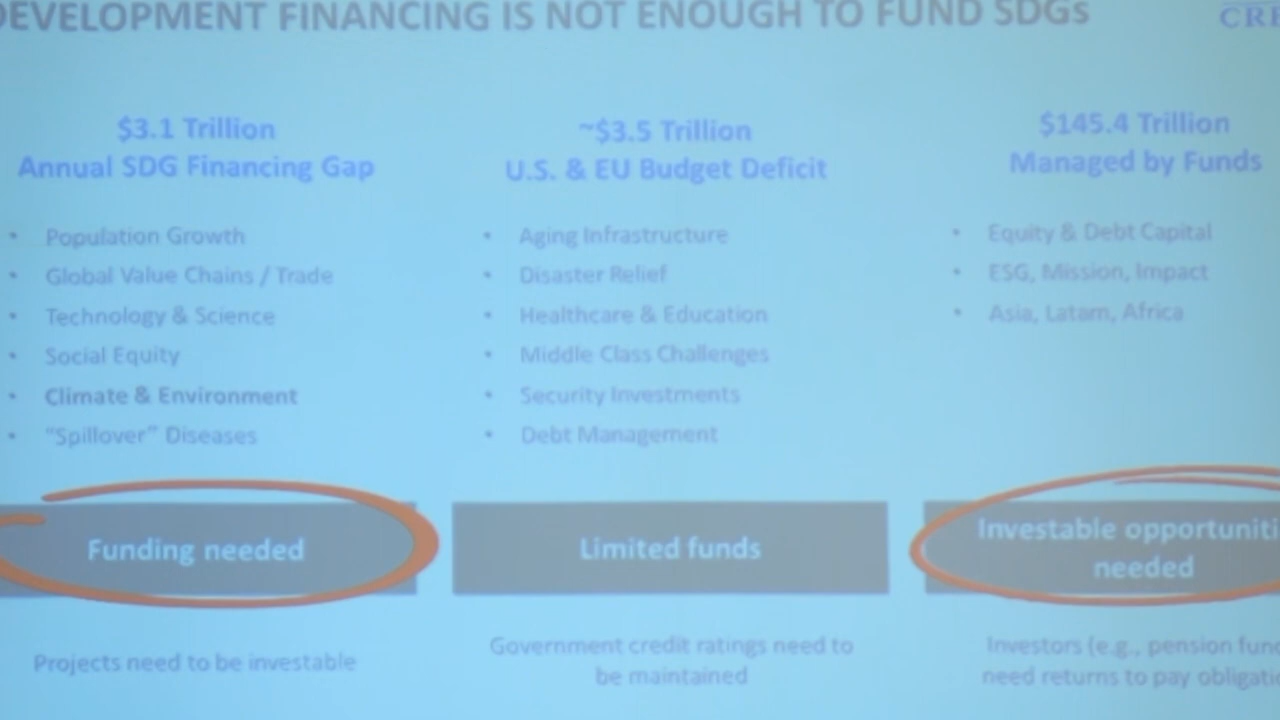 DEVELOPMENT FINANCING IS NOT ENOUGH TO FUND SDGs
$3.1 Trillion
Annual SDG Financing Gap
• Population Growth
• Global Value Chains / Trade
• Technology & Science
• Social Equity
• Climate & Environment
• "Spillover" Diseases
Funding needed
Projects need to be investable
~$3.5 Trillion
U.S. & EU Budget Deficit
• Aging Infrastructure
• Disaster Relief
• Healthcare & Education
• Middle Class Challenges
• Security Investments
• Debt Management
Limited funds
Government credit ratings need to
be maintained
$145.4 Trillion
Managed by Funds
• Equity & Debt Capital
• ESG, Mission, Impact
• Asia, Latam, Africa
Investable opportuniti
needed
Investors (e.g., pension fund
need returns to pay obligati